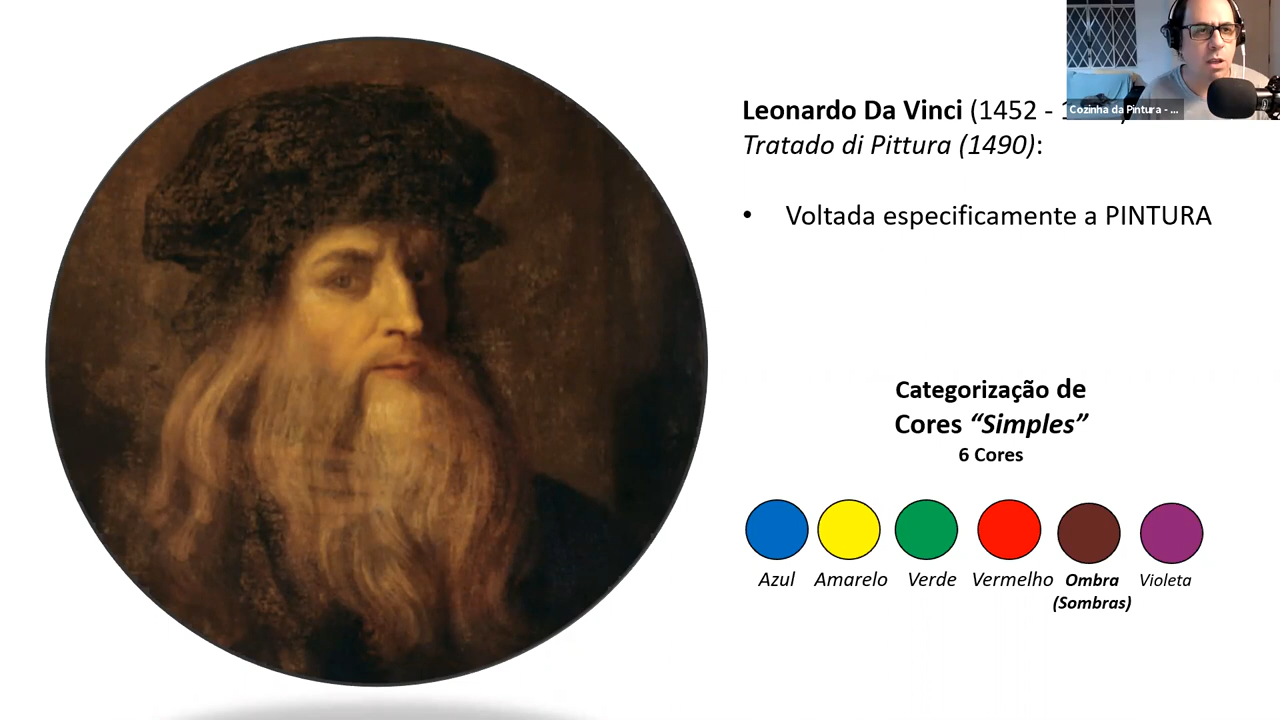 Leonardo Da Vinci (1452 -
Cozinha da Pintura - ...
Tratado di Pittura (1490):
• Voltada especificamente a PINTURA
Categorização de
Cores “Simples”
6 Cores
Azul Amarelo Verde Vermelho Ombra Violeta
(Sombras)